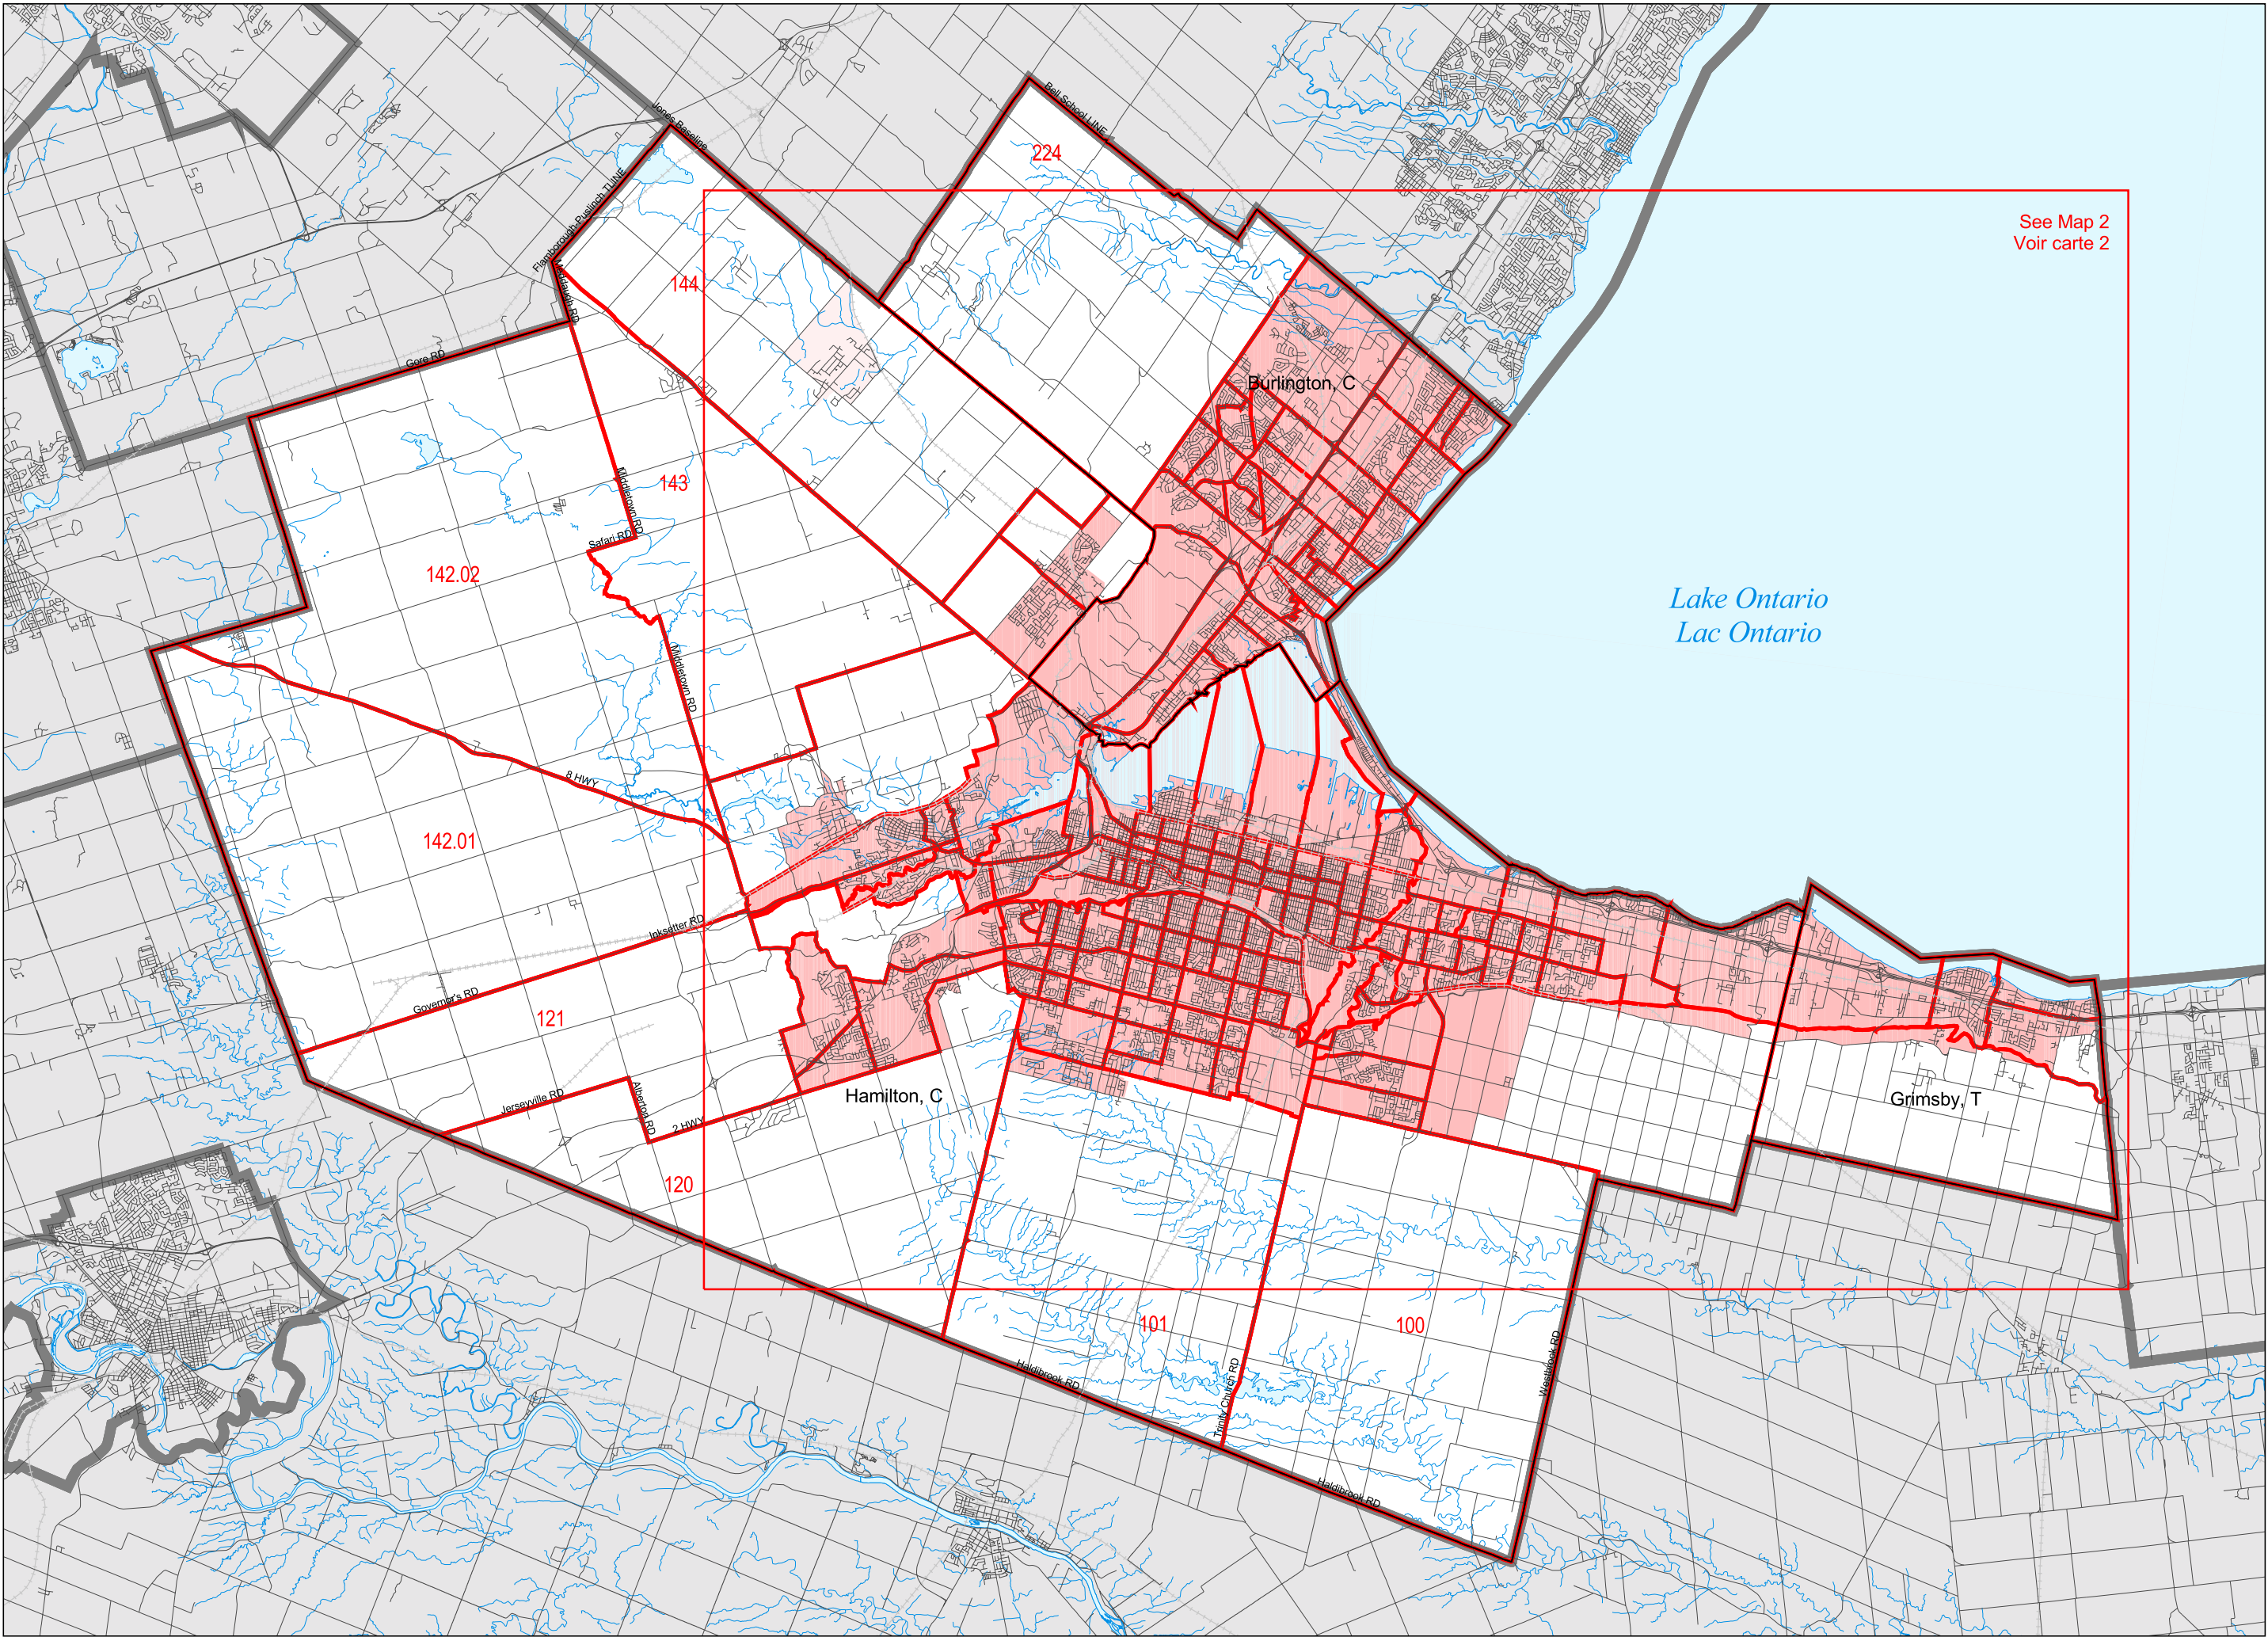 Jones Baseline
Bell School LINE
224
See Map 2
Voir carte 2
Flamborough-Puslinch TLINE
Middaugh RD
144
Gore RD
Burlington, C
Middletown RD
143
Safari RD
142.02
Lake Ontario
Lac Ontario
Middletown RD
8 HWY
142.01
Inksetter RD
Governor's RD
121
Jerseyville RD
Alberton RD
2 HWY
Hamilton, C
Grimsby, T
120
101
100
Haldibrook RD
Trinity Church RD
Westbrook RD
Haldibrook RD